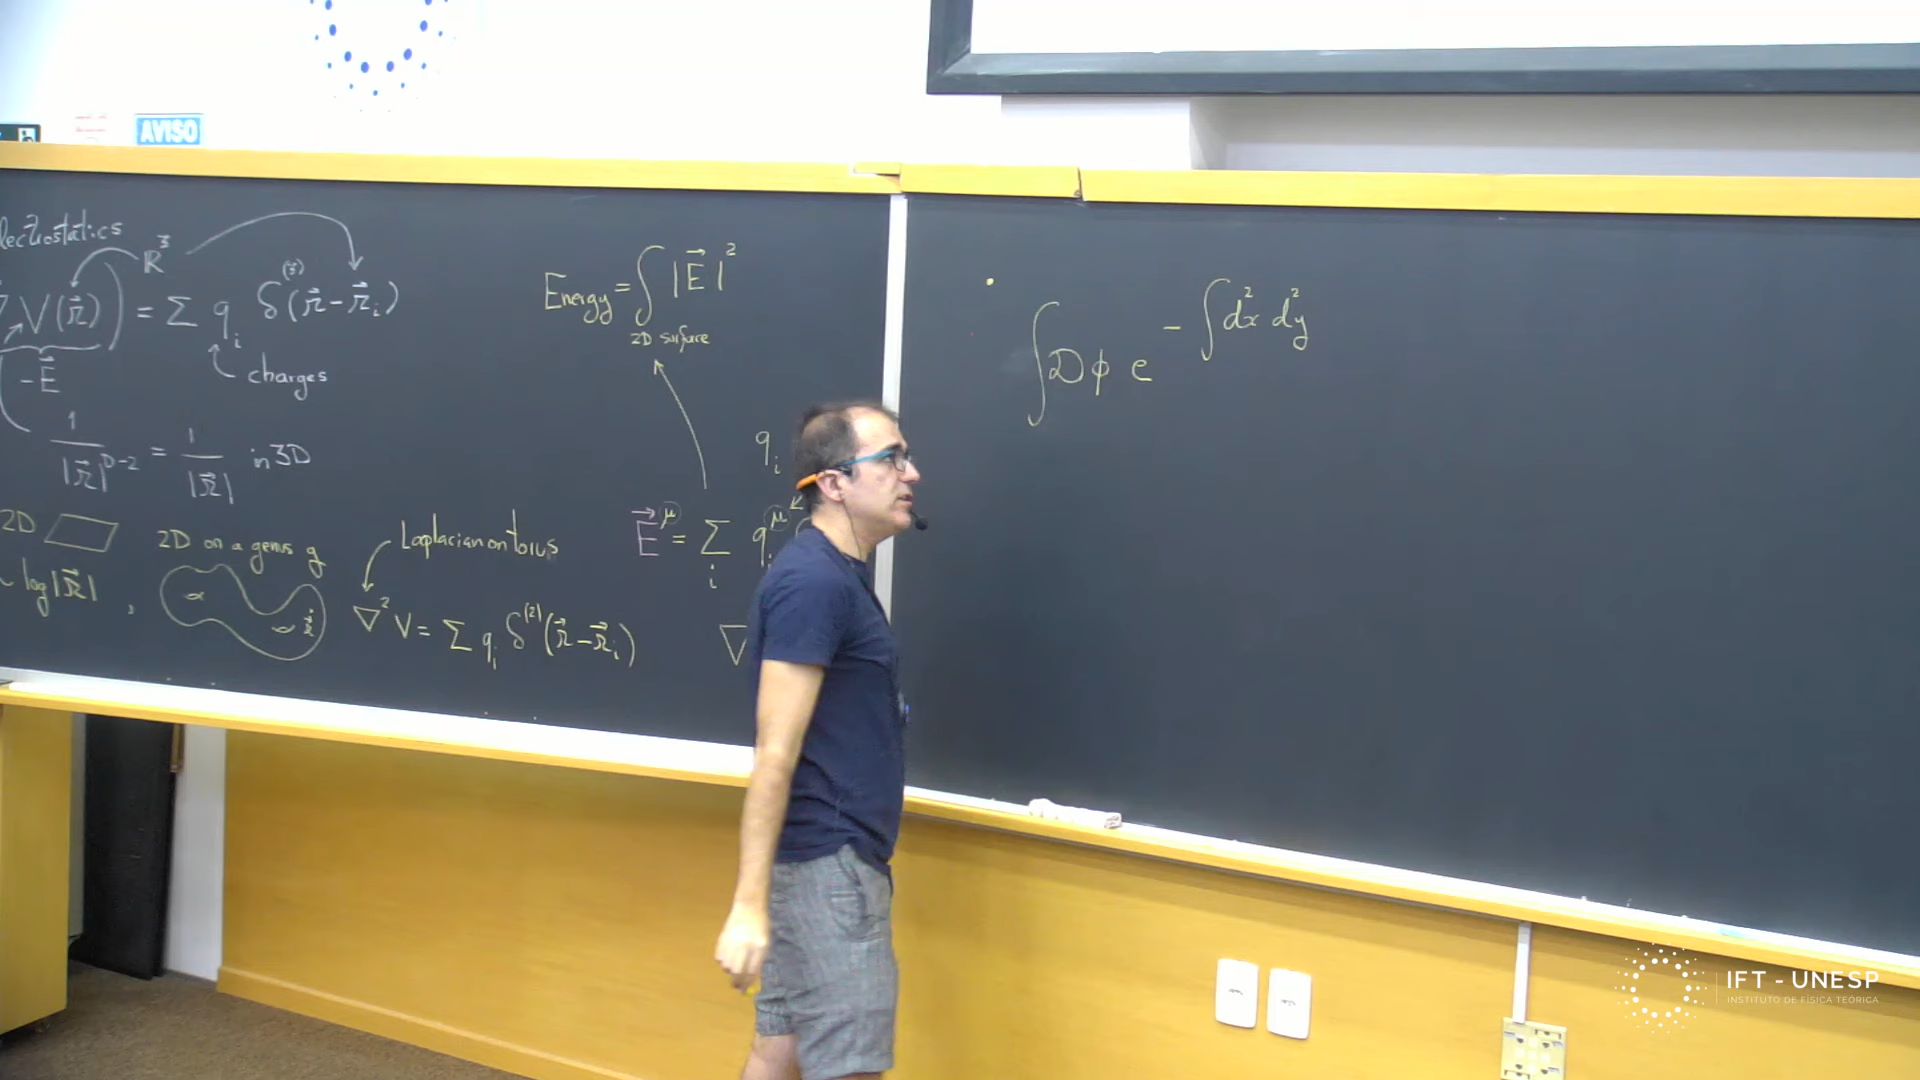 AVISO
lectrostatics
ℝ³
∇ V(r⃗)) = Σ q_i δ^(3)(r⃗ - r⃗_i)
-E⃗
charges
1/|r⃗|^(D-2) = 1/|r⃗| in 3D
2D
2D on a genus g
~ log|r⃗| ,
Laplacian on torus
∇² V = Σ q_i δ^(2)(r⃗ - r⃗_i)
Energy = ∫ |E⃗|²
2D surface
q_i
E⃗^μ = Σ_i q_i^μ
∇
∫ Dφ e^(- ∫ d²x d²y)
IFT - UNESP
INSTITUTO DE FÍSICA TEÓRICA